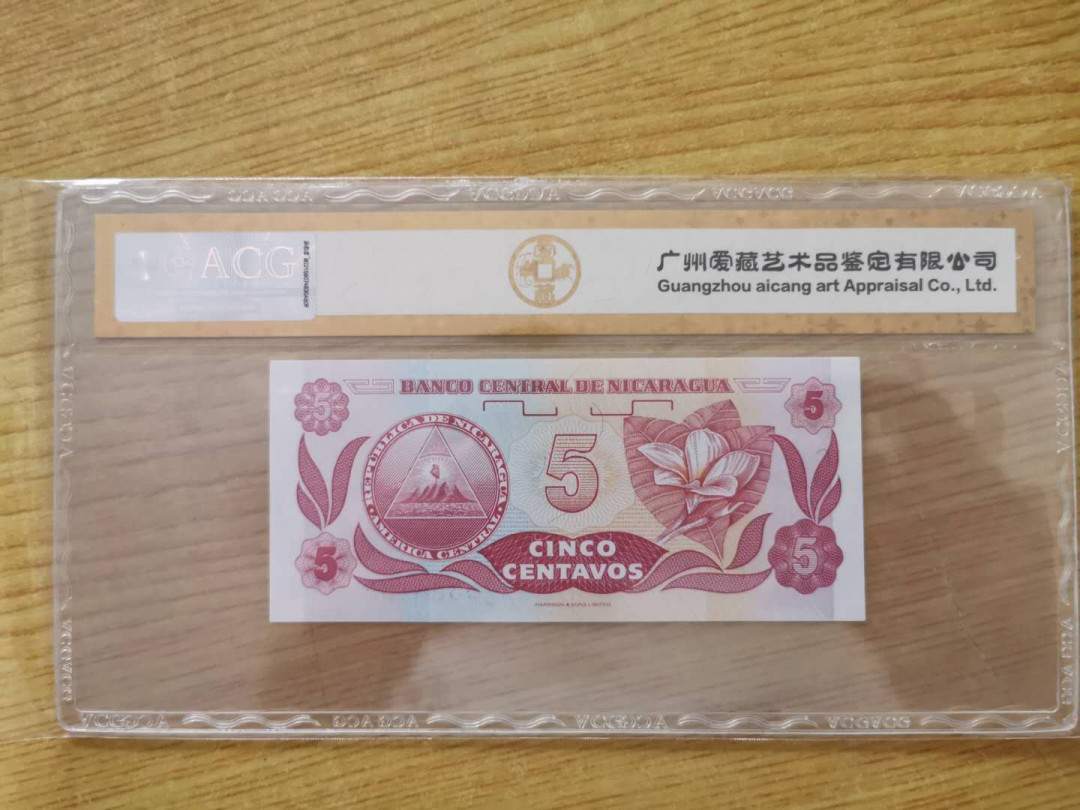 ACG
广州爱藏艺术品鉴定有限公司
Guangzhou aicang art Appraisal Co., Ltd.
BANCO CENTRAL DE NICARAGUA
5
5
REPÚBLICA DE NICARAGUA
AMERICA CENTRAL
5
CINCO
CENTAVOS
5
5
HARRISON & SONS LIMITED